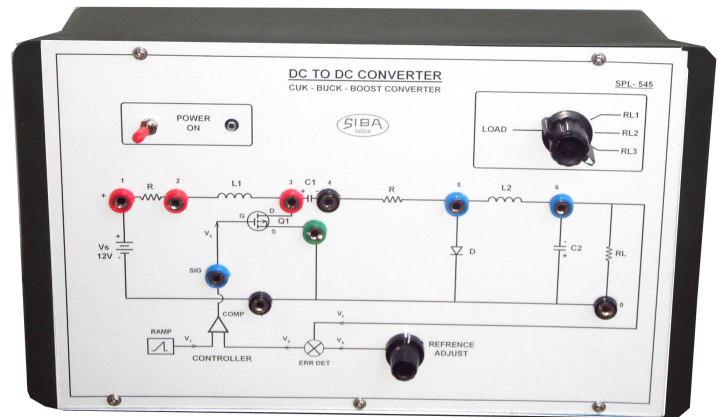 DC TO DC CONVERTER
CUK - BUCK - BOOST CONVERTER
SPL- 545
POWER
ON
SIBA
INDIA
LOAD
RL1
RL2
RL3
+ 1 R 2 L1 3 + C1 - 4 R 5 L2 6
G D Q1 S
+
Vs
12V -
SIG
D
-
C2
+
RL
0
COMP
RAMP
CONTROLLER
ERR DET
REFRENCE
ADJUST